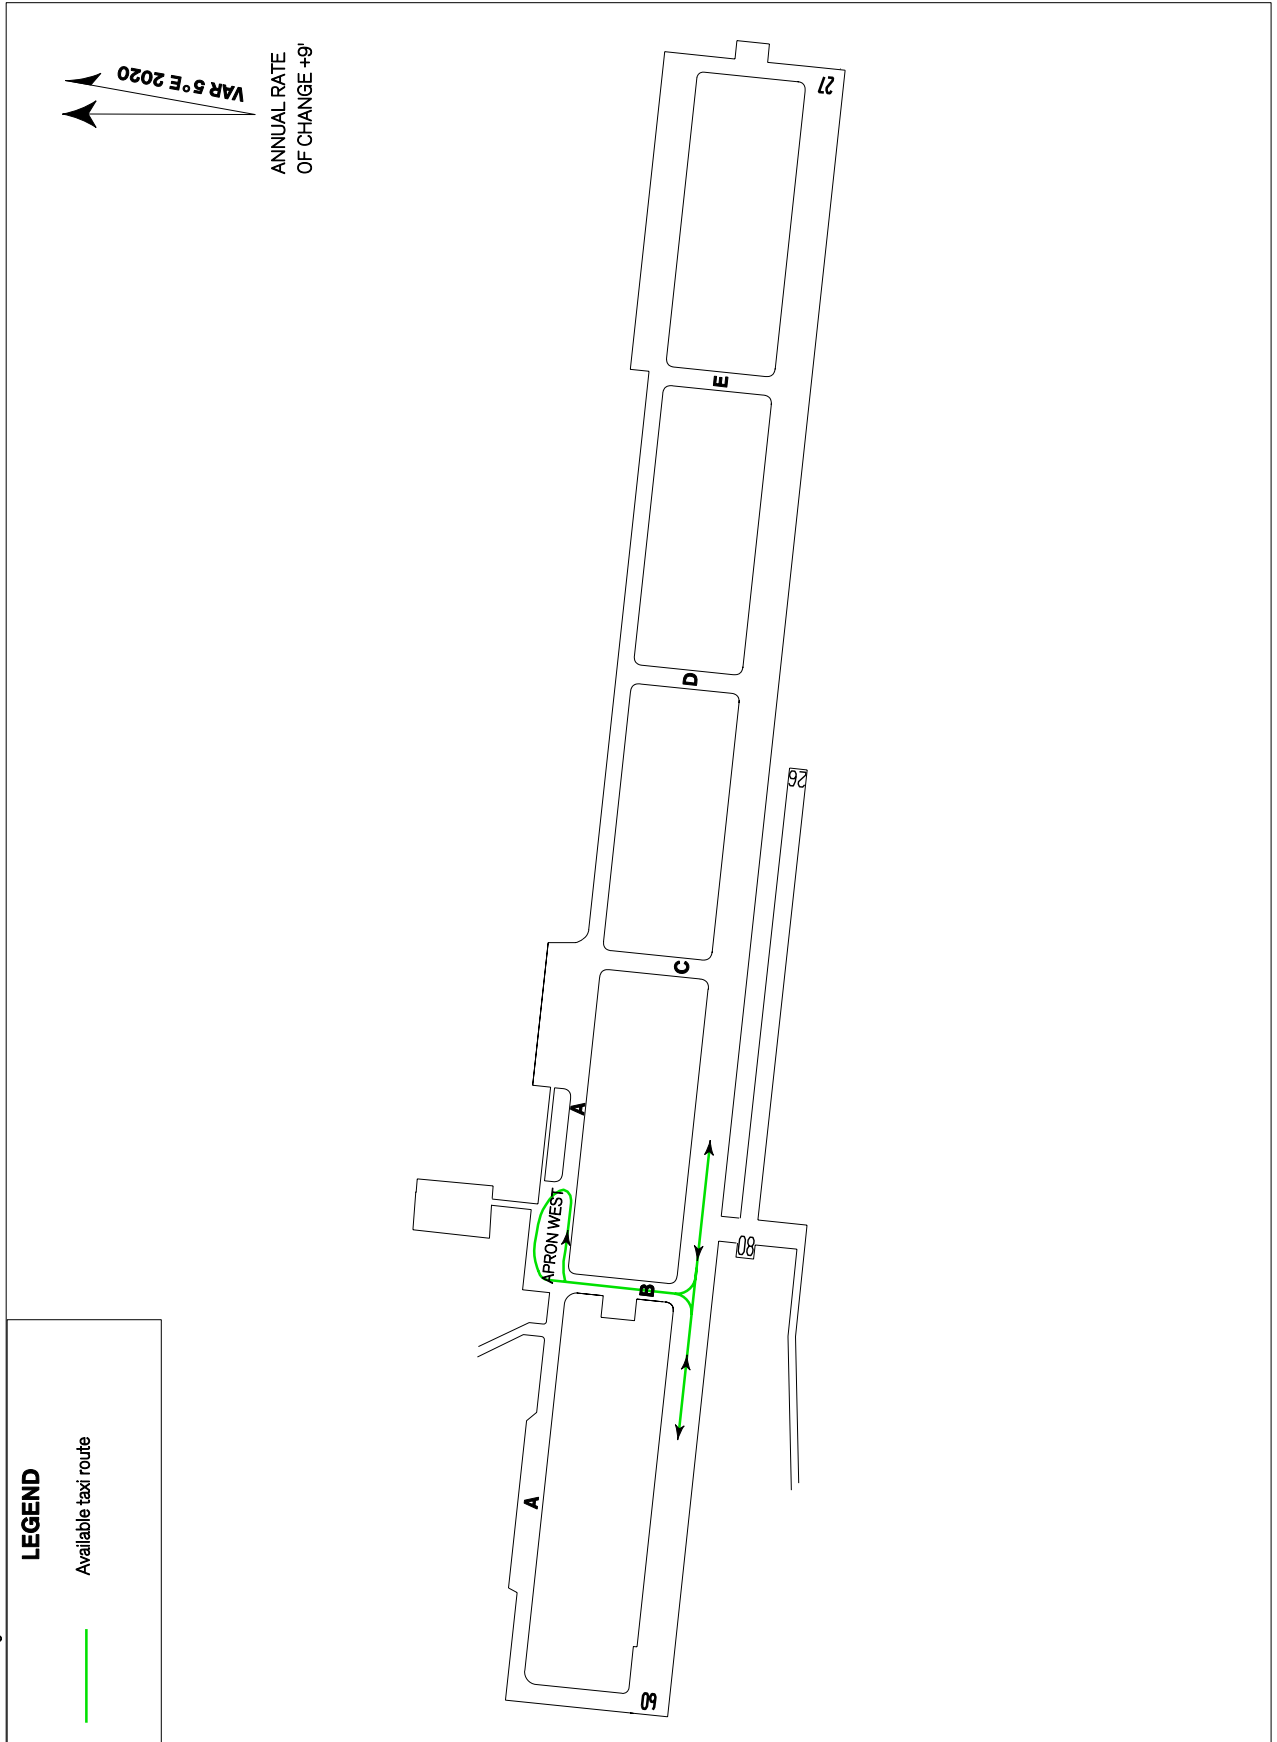 VAR 5°E 2020
ANNUAL RATE
OF CHANGE +9'
27
E
D
26
C
A
APRON WEST
B
08
A
09
LEGEND
Available taxi route